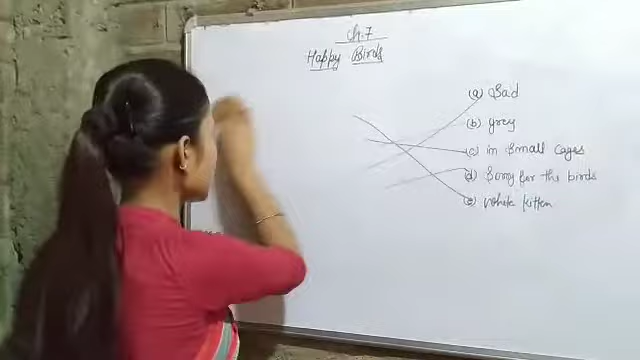 Ch.7
Happy Birds
(a) Sad
(b) grey
(c) in small cages
(d) Sorry for the birds
(e) white kitten